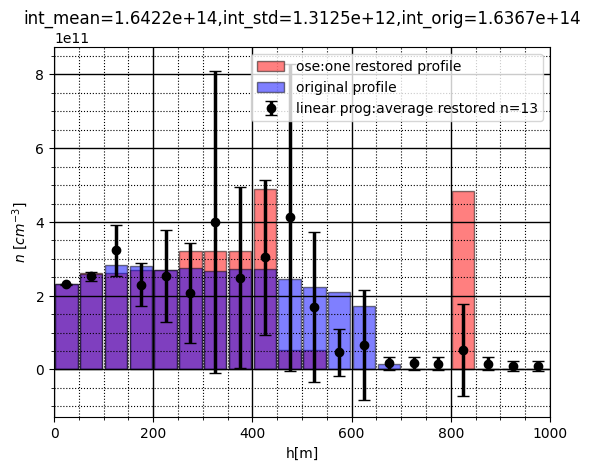 int_mean=1.6422e+14,int_std=1.3125e+12,int_orig=1.6367e+14
1e11
ose:one restored profile
original profile
linear prog:average restored n=13
8
6
4
2
0
n [cm⁻³]
0 200 400 600 800 1000
h[m]